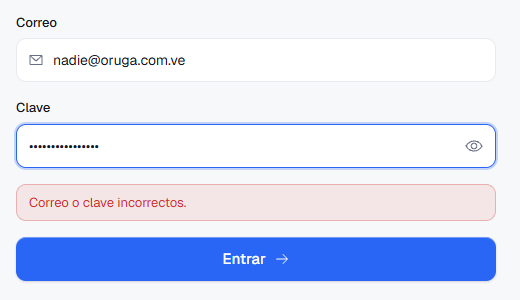 Correo
nadie@oruga.com.ve
Clave
••••••••••••••••
Correo o clave incorrectos.
Entrar →